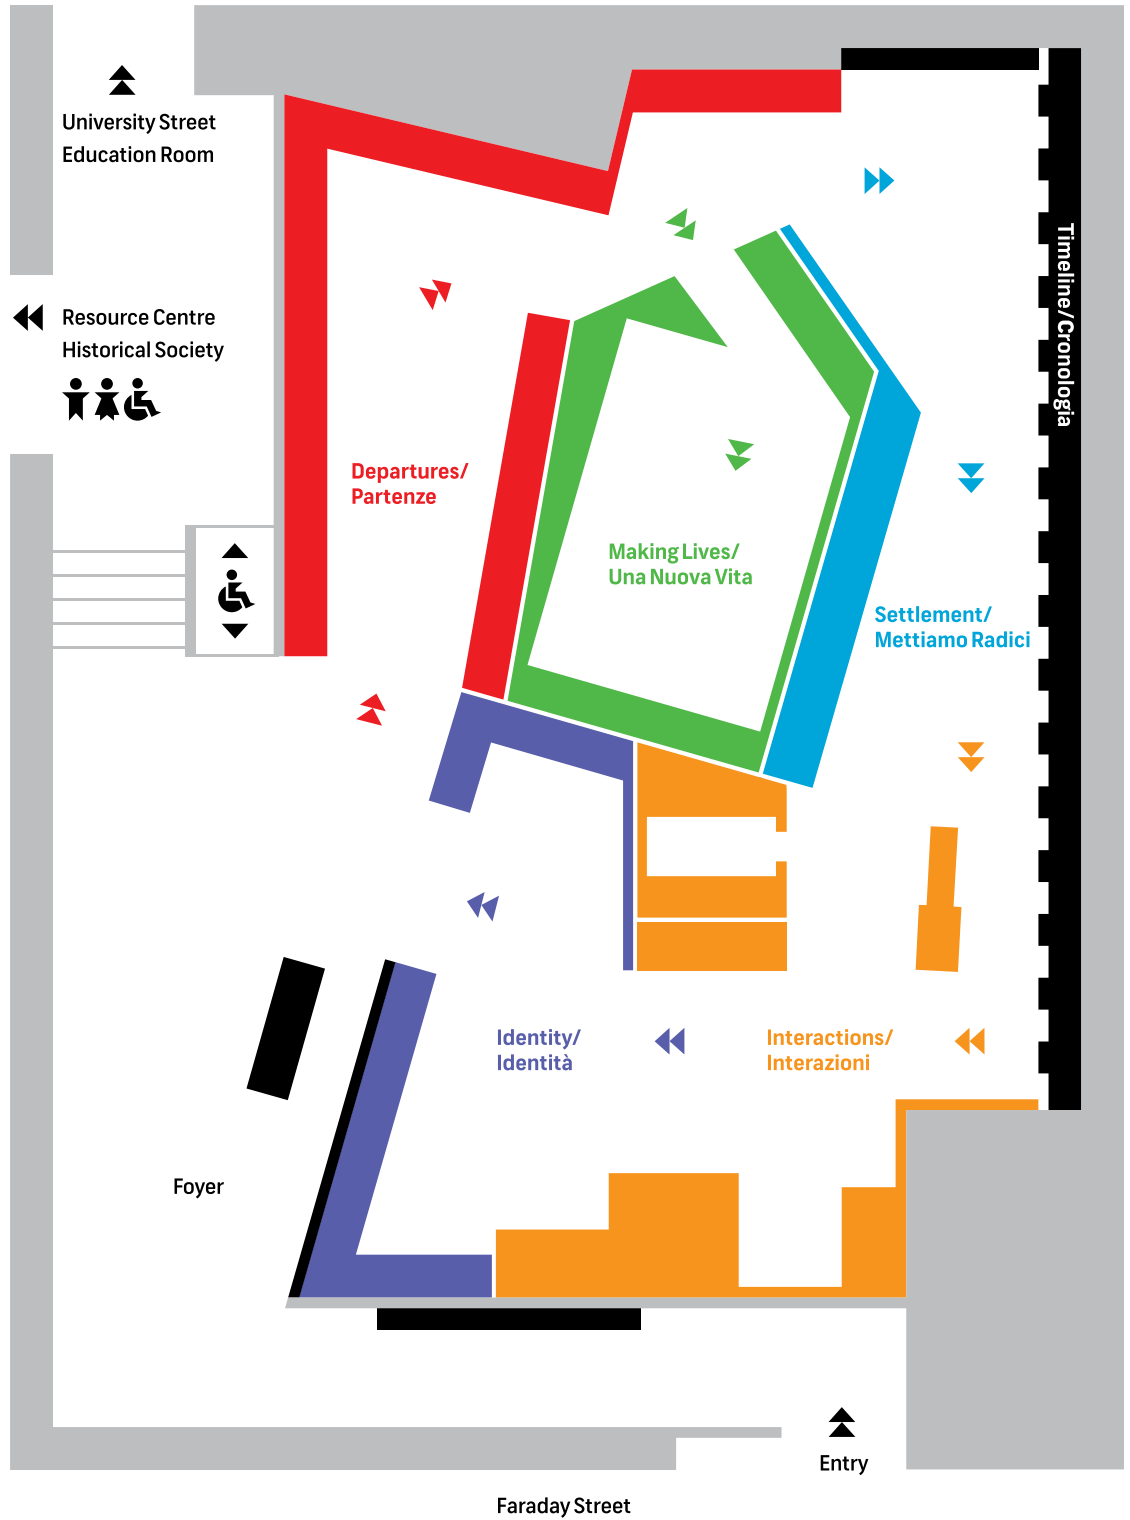 University Street
Education Room
Resource Centre
Historical Society
Timeline/Cronologia
Departures/
Partenze
Making Lives/
Una Nuova Vita
Settlement/
Mettiamo Radici
Identity/
Identità
Interactions/
Interazioni
Foyer
Entry
Faraday Street